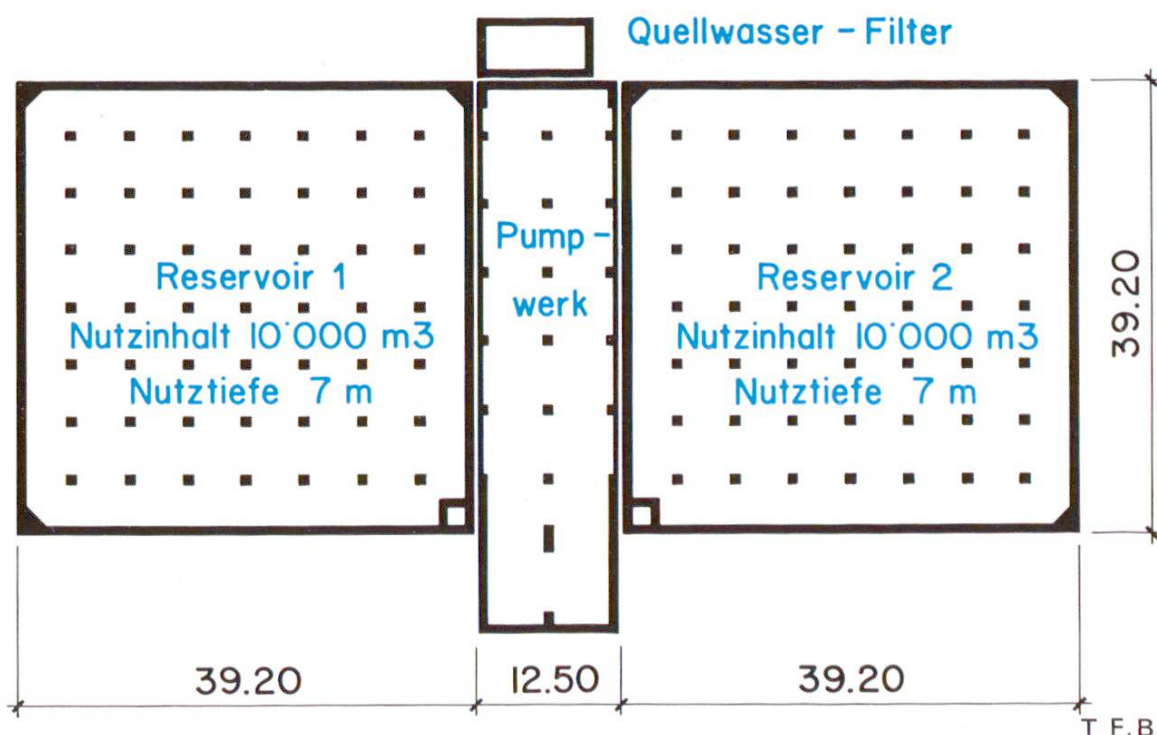 Quellwasser - Filter
Reservoir 1
Nutzinhalt 10'000 m3
Nutztiefe 7 m
Pump-
werk
Reservoir 2
Nutzinhalt 10'000 m3
Nutztiefe 7 m
39.20
39.20
12.50
39.20
T F.B